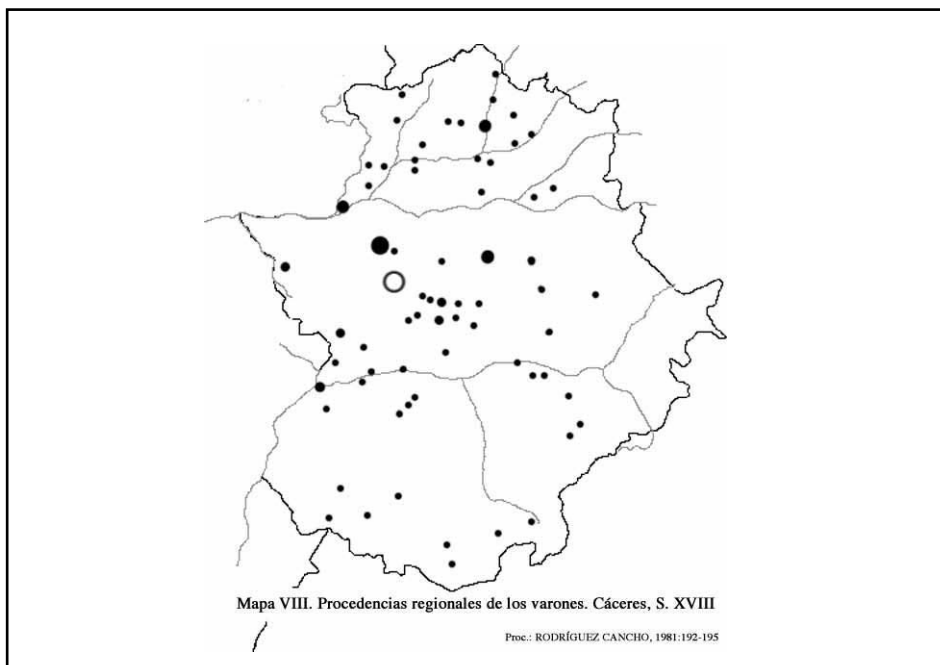 Mapa VIII. Procedencias regionales de los varones. Cáceres, S. XVIII
Proc.: RODRÍGUEZ CANCHO, 1981:192-195